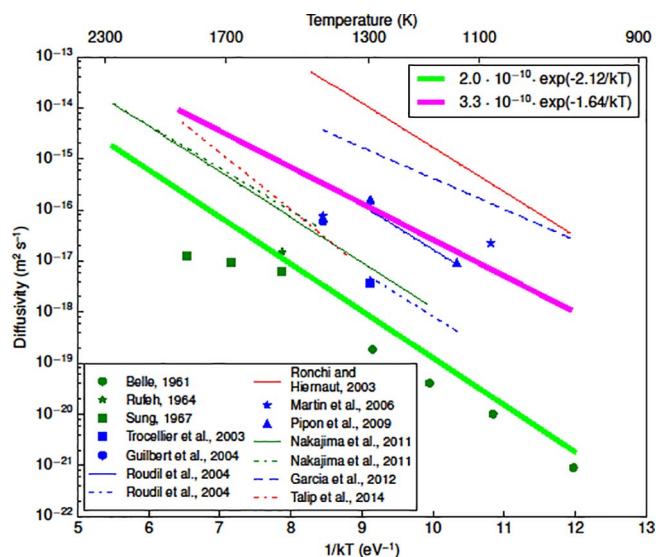 Temperature (K)
2300 1700 1300 1100 900
10⁻¹³
10⁻¹⁴
10⁻¹⁵
10⁻¹⁶
10⁻¹⁷
10⁻¹⁸
10⁻¹⁹
10⁻²⁰
10⁻²¹
10⁻²²
Diffusivity (m² s⁻¹)
2.0 · 10⁻¹⁰ · exp(-2.12/kT)
3.3 · 10⁻¹⁰ · exp(-1.64/kT)
Belle, 1961
Rufeh, 1964
Sung, 1967
Trocellier et al., 2003
Guilbert et al., 2004
Roudil et al., 2004
Roudil et al., 2004
Ronchi and
Hiernaut, 2003
Martin et al., 2006
Pipon et al., 2009
Nakajima et al., 2011
Nakajima et al., 2011
Garcia et al., 2012
Talip et al., 2014
5 6 7 8 9 10 11 12 13
1/kT (eV⁻¹)